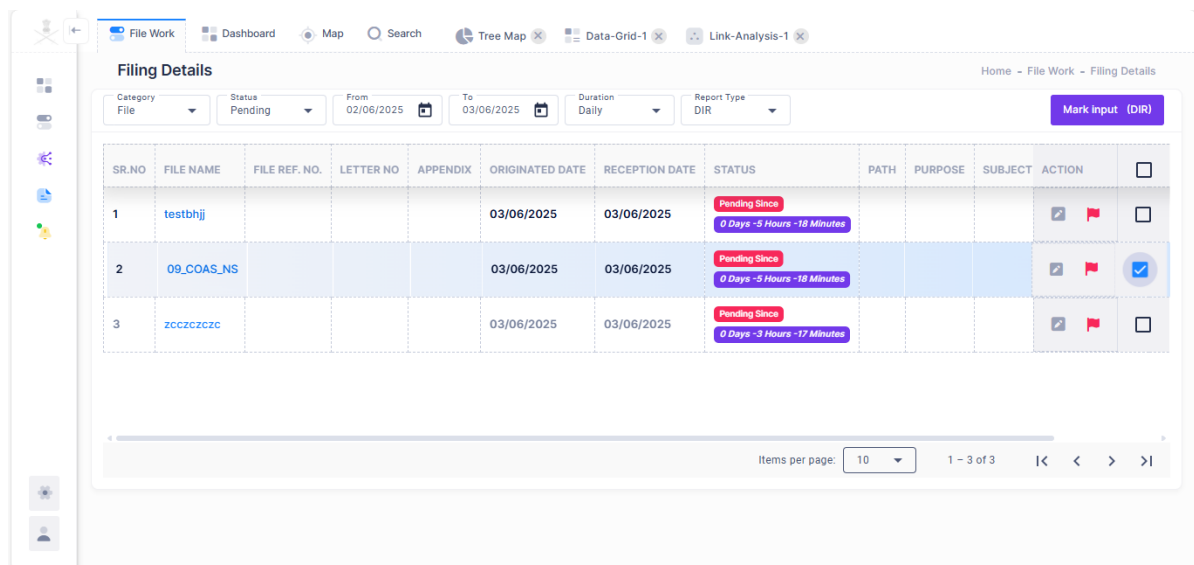 File Work Dashboard Map Search Tree Map Data-Grid-1 Link-Analysis-1
Filing Details Home - File Work - Filing Details
Category Status From To Duration Report Type
File Pending 02/06/2025 03/06/2025 Daily DIR Mark input (DIR)
SR.NO FILE NAME FILE REF. NO. LETTER NO APPENDIX ORIGINATED DATE RECEPTION DATE STATUS PATH PURPOSE SUBJECT ACTION
Pending Since
1 testbhjj 03/06/2025 03/06/2025
0 Days -5 Hours -18 Minutes
Pending Since
2 09_COAS_NS 03/06/2025 03/06/2025
0 Days -5 Hours -18 Minutes
Pending Since
3 zcczczczc 03/06/2025 03/06/2025
0 Days -3 Hours -17 Minutes
Items per page: 10 1 – 3 of 3